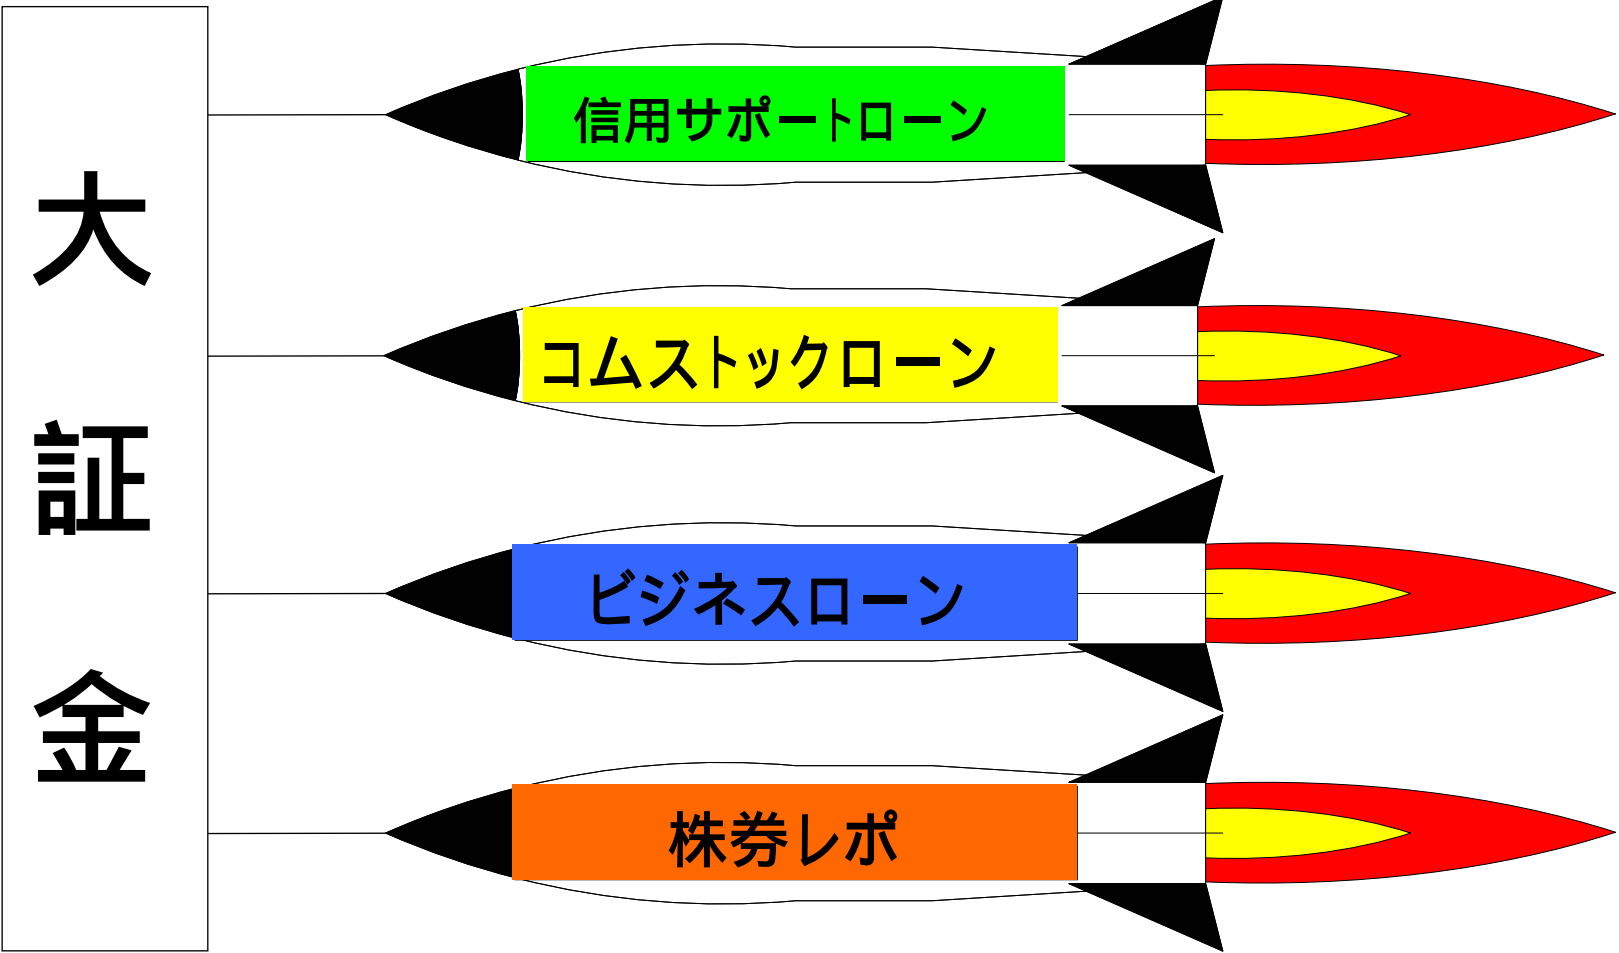 大証金
信用サポートローン
コムストックローン
ビジネスローン
株券レポ